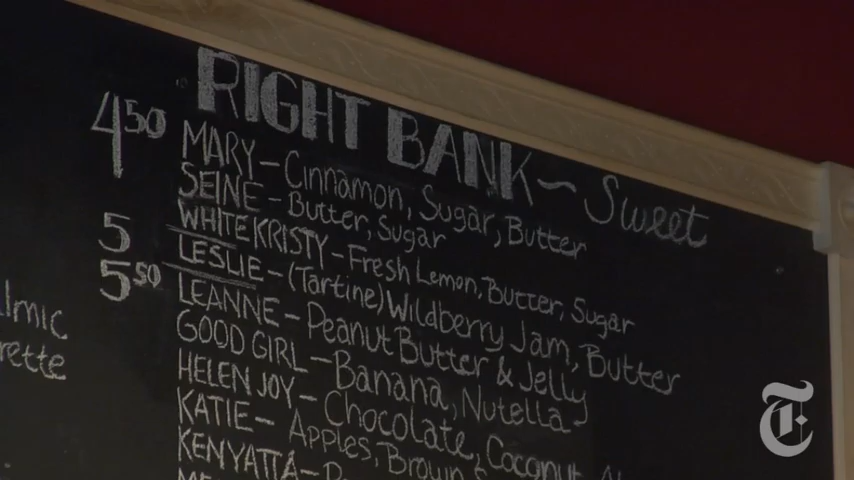 RIGHT BANK~ Sweet
4.50 MARY- Cinnamon, Sugar, Butter
SEINE- Butter, Sugar
5 WHITE KRISTY- Fresh Lemon, Butter, Sugar
5.50 LESLIE- (Tartine) Wildberry Jam, Butter
LEANNE- Peanut Butter & Jelly
GOOD GIRL- Banana, Nutella
HELEN JOY- Chocolate, Coconut,
KATIE- Apples, Brown
KENYATTA-
lmic
rette
T